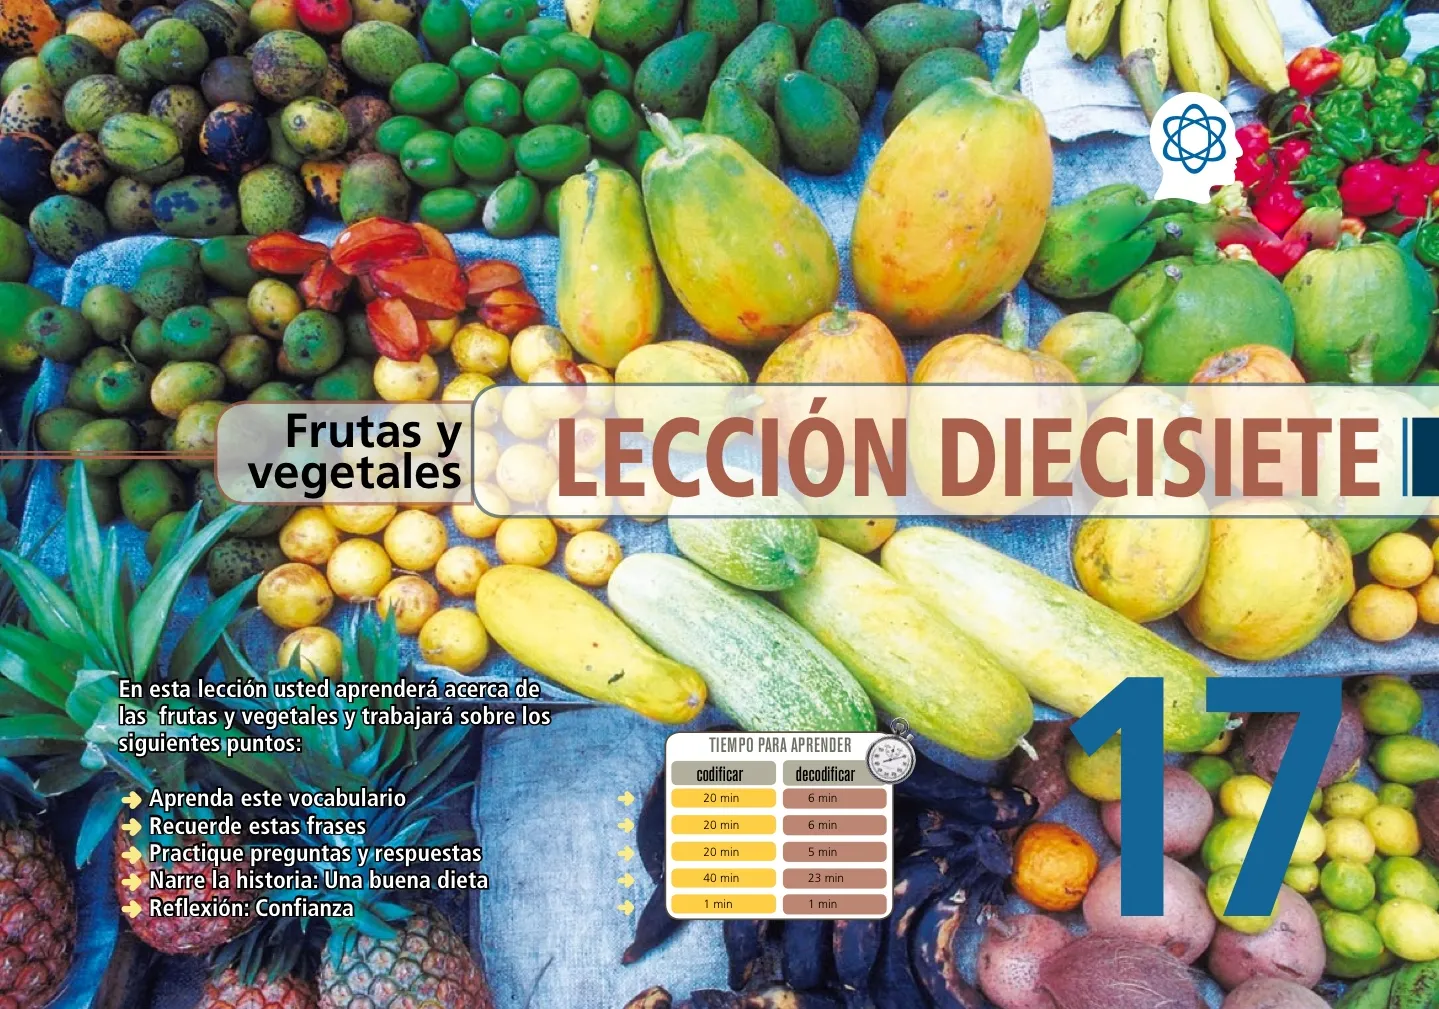 Frutas y
vegetales
LECCIÓN DIECISIETE
En esta lección usted aprenderá acerca de
las frutas y vegetales y trabajará sobre los
siguientes puntos:
Aprenda este vocabulario
Recuerde estas frases
Practique preguntas y respuestas
Narre la historia: Una buena dieta
Reflexión: Confianza
TIEMPO PARA APRENDER
codificar decodificar
20 min 6 min
20 min 6 min
20 min 5 min
40 min 23 min
1 min 1 min
17